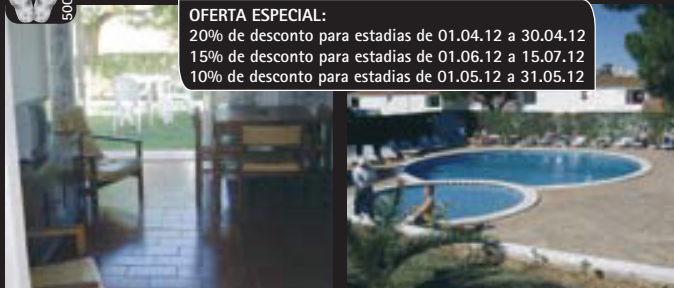 500
OFERTA ESPECIAL:
20% de desconto para estadias de 01.04.12 a 30.04.12
15% de desconto para estadias de 01.06.12 a 15.07.12
10% de desconto para estadias de 01.05.12 a 31.05.12